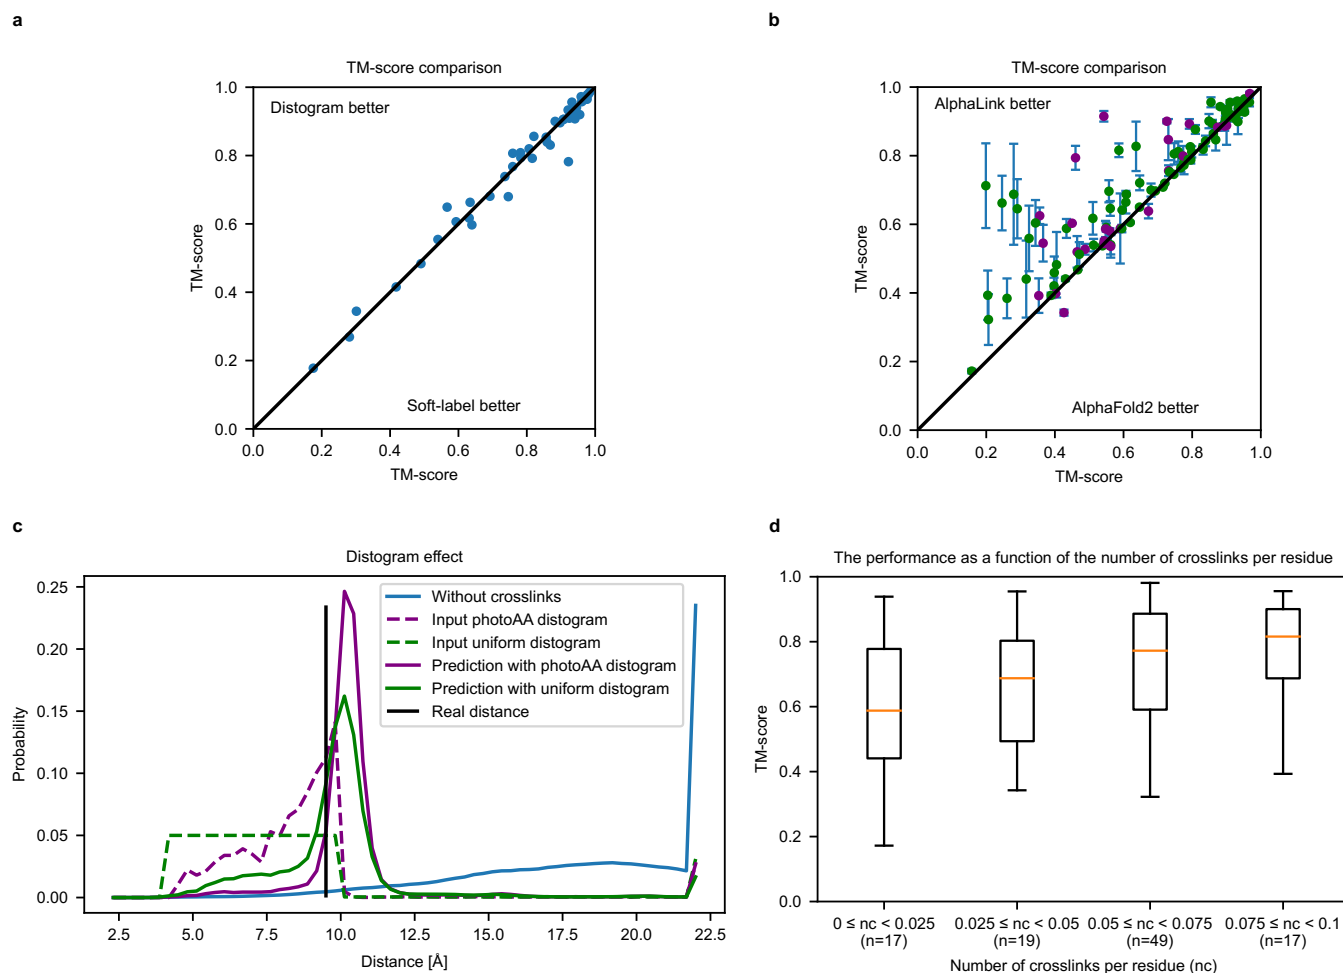 a
TM-score comparison
Distogram better
Soft-label better
TM-score
1.0
0.8
0.6
0.4
0.2
0.0
0.0 0.2 0.4 0.6 0.8 1.0
TM-score
b
TM-score comparison
AlphaLink better
AlphaFold2 better
TM-score
1.0
0.8
0.6
0.4
0.2
0.0
0.0 0.2 0.4 0.6 0.8 1.0
TM-score
c
Distogram effect
Without crosslinks
Input photoAA distogram
Input uniform distogram
Prediction with photoAA distogram
Prediction with uniform distogram
Real distance
Probability
0.25
0.20
0.15
0.10
0.05
0.00
2.5 5.0 7.5 10.0 12.5 15.0 17.5 20.0 22.5
Distance [Å]
d
The performance as a function of the number of crosslinks per residue
TM-score
1.0
0.8
0.6
0.4
0.2
0.0
0 ≤ nc < 0.025 0.025 ≤ nc < 0.05 0.05 ≤ nc < 0.075 0.075 ≤ nc < 0.1
(n=17) (n=19) (n=49) (n=17)
Number of crosslinks per residue (nc)